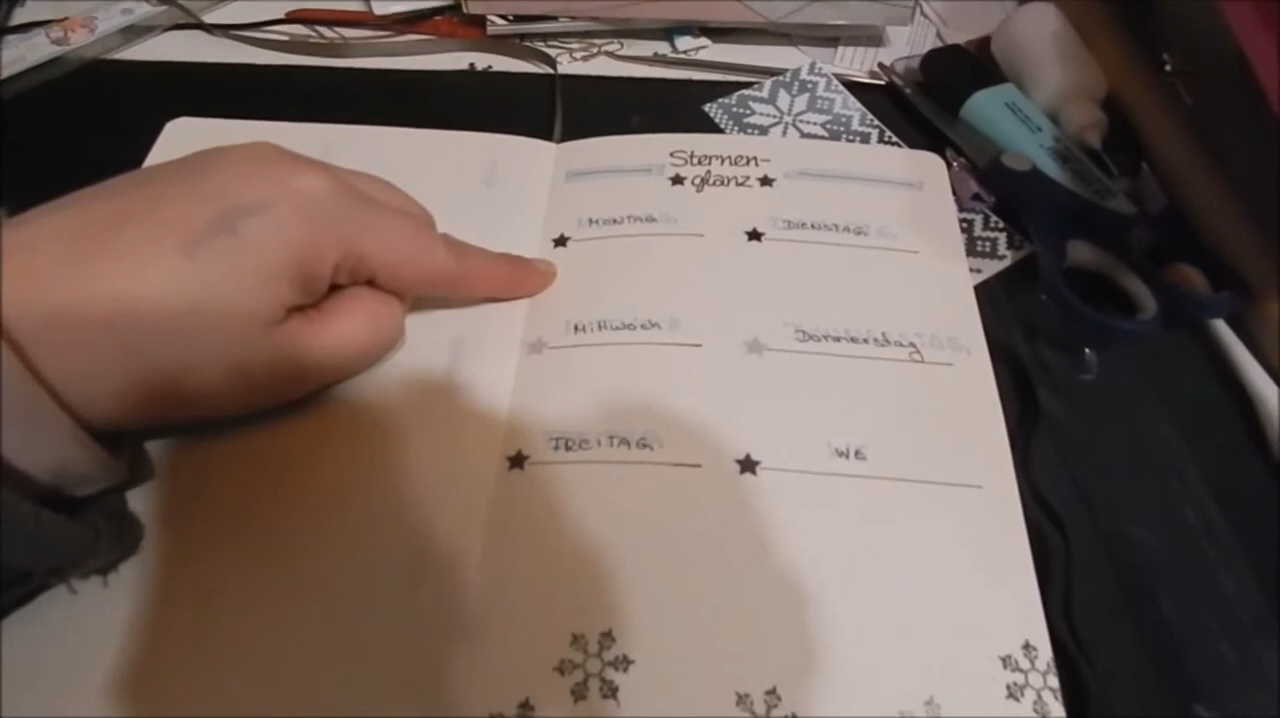 Sternen-
glanz
MONTAG
DIENSTAG
Mittwoch
Donnerstag
FREITAG
WE